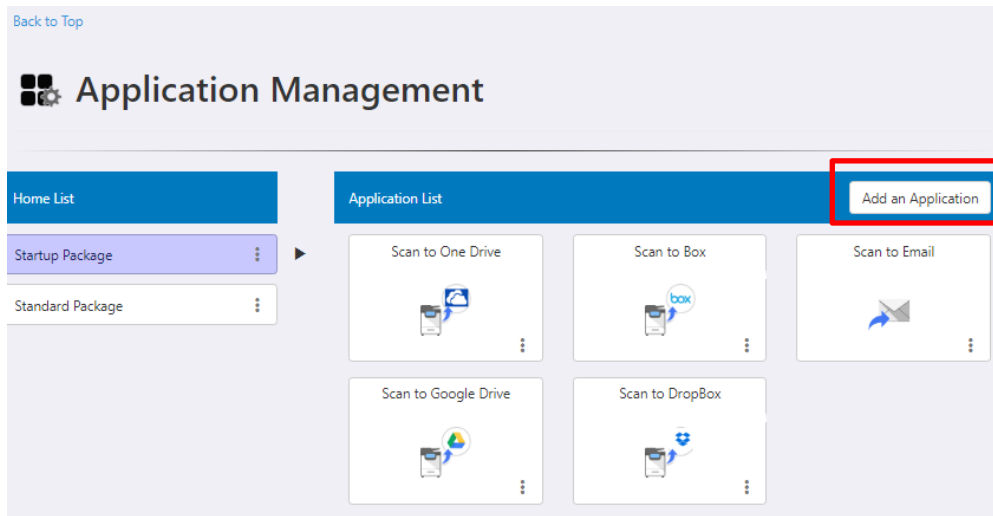 Back to Top
Application Management
Home List
Startup Package
Standard Package
Application List
Add an Application
Scan to One Drive
Scan to Box
box
Scan to Email
Scan to Google Drive
Scan to DropBox